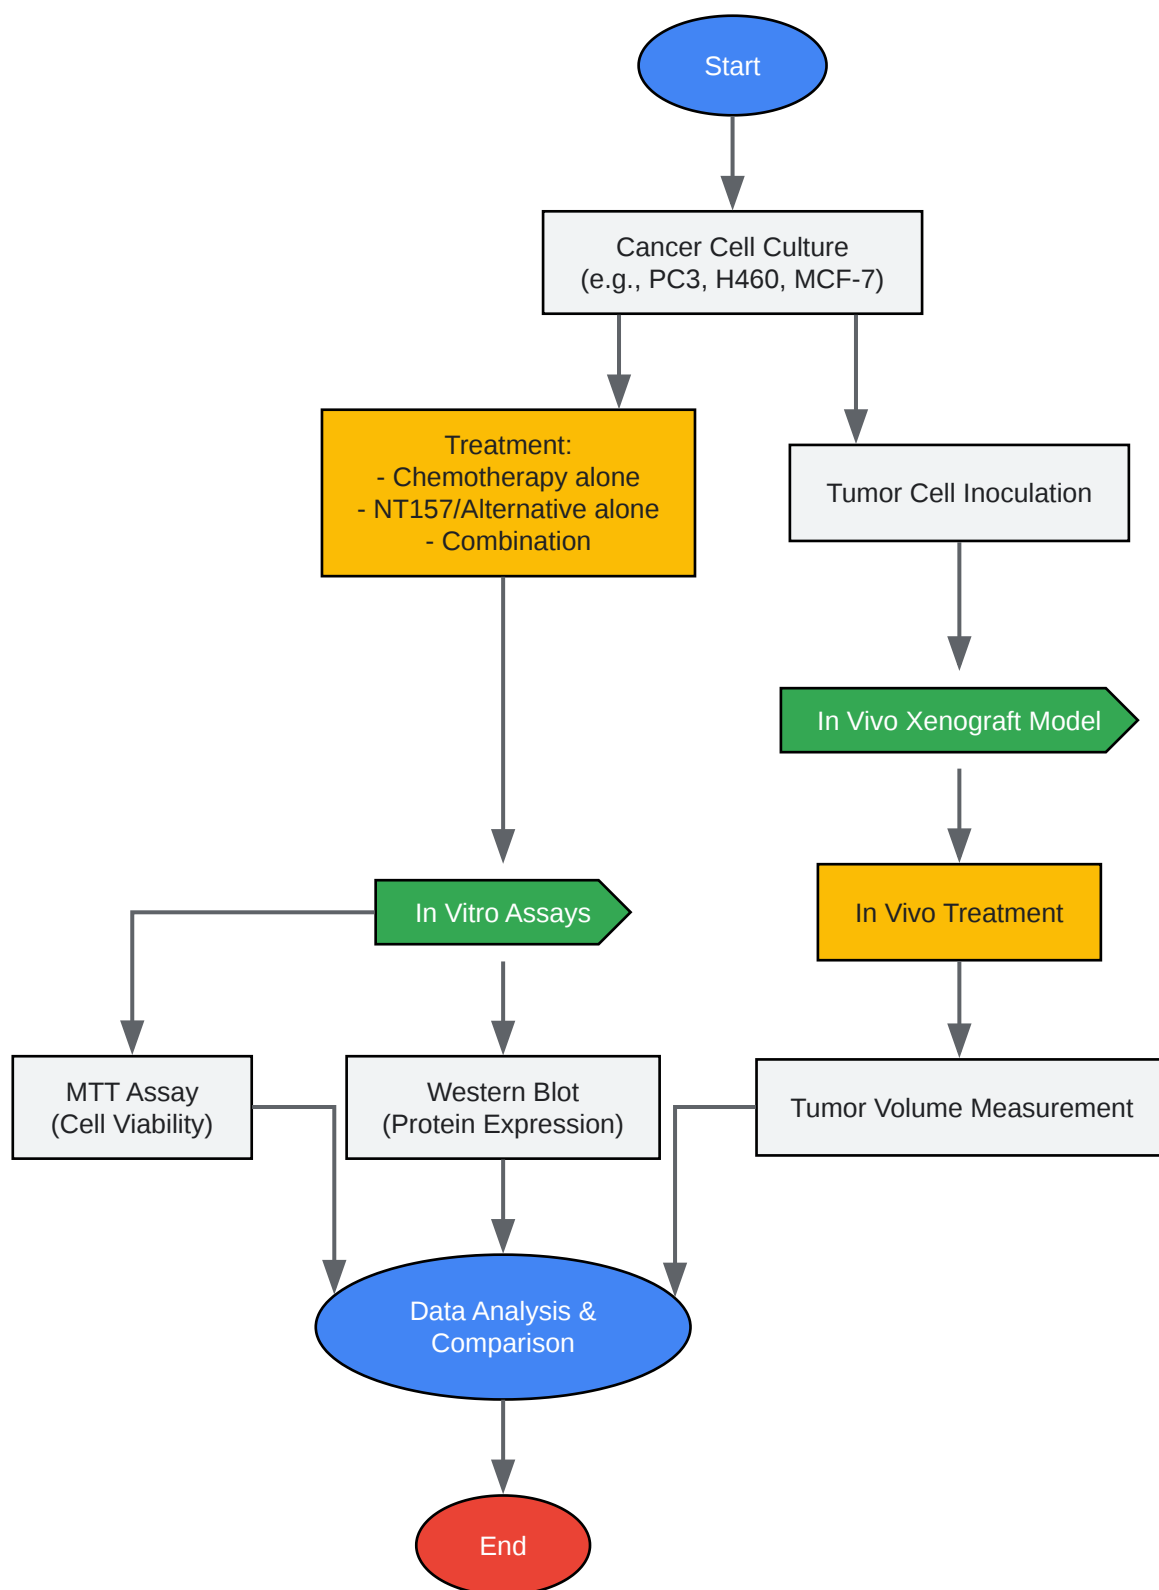 Start
Cancer Cell Culture
(e.g., PC3, H460, MCF-7)
Treatment:
- Chemotherapy alone
- NT157/Alternative alone
- Combination
Tumor Cell Inoculation
In Vivo Xenograft Model
In Vitro Assays
In Vivo Treatment
MTT Assay
(Cell Viability)
Western Blot
(Protein Expression)
Tumor Volume Measurement
Data Analysis &
Comparison
End